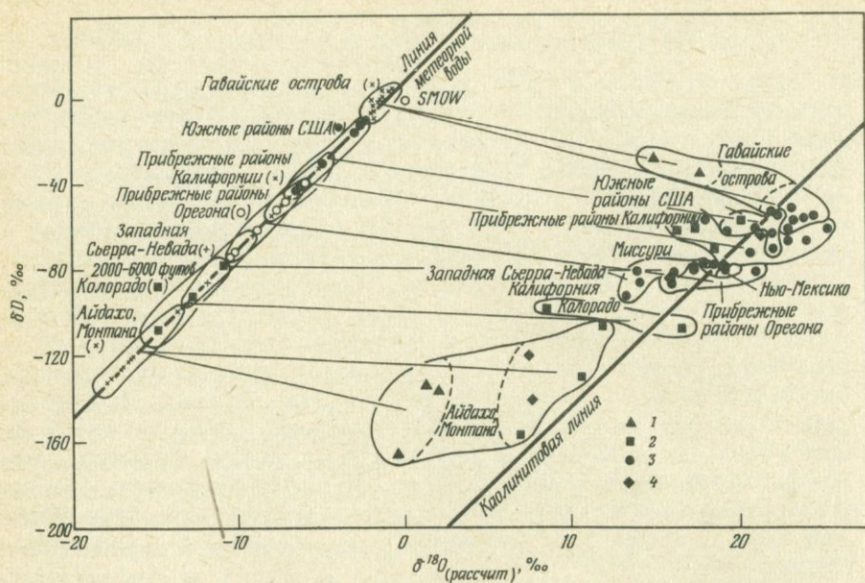 Линия
метеорной
воды
Гавайские острова (×)
SMOW
Южные районы США(•)
Прибрежные районы
Калифорнии (×)
Прибрежные районы
Орегона(○)
Западная
Сьерра-Невада(+)
2000-6000 футов
Колорадо(■)
Айдахо,
Монтана
(×)
Гавайские
острова
Южные
районы США
Прибрежные районы Калифорнии
Миссури
Западная Сьерра-Невада
Калифорния
Колорадо
Нью-Мексико
Прибрежные
районы Орегона
Айдахо,
Монтана
Каолинитовая линия
▲ 1
■ 2
● 3
◆ 4
δD, ‰
0
−40
−80
−120
−160
−200
−20
−10
0
10
20
δ¹⁸O(рассчит), ‰